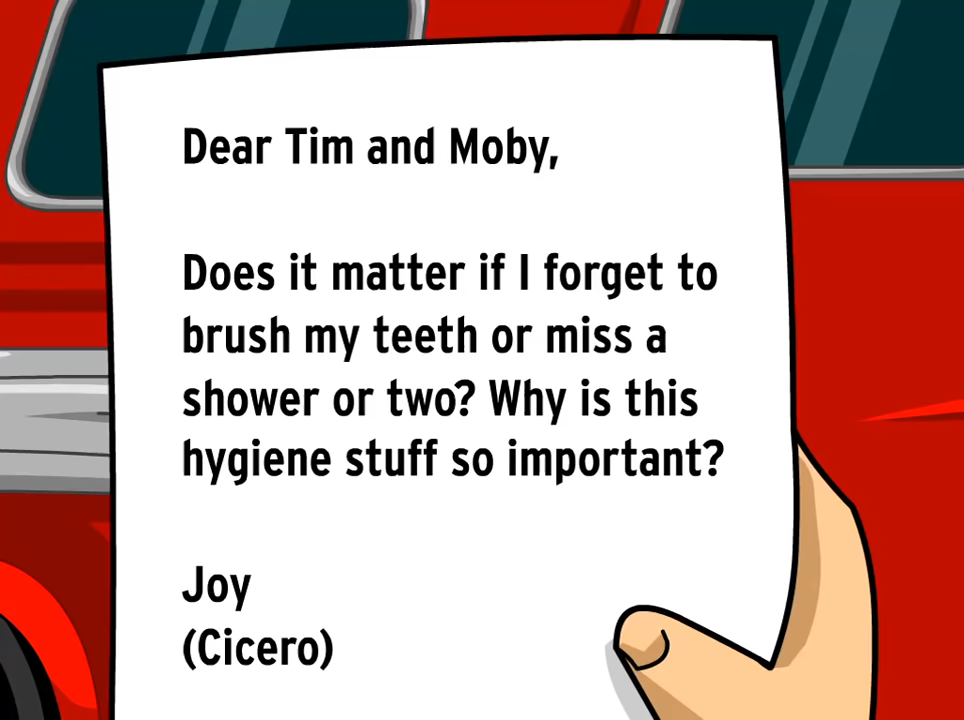 Dear Tim and Moby,
Does it matter if I forget to
brush my teeth or miss a
shower or two? Why is this
hygiene stuff so important?
Joy
(Cicero)